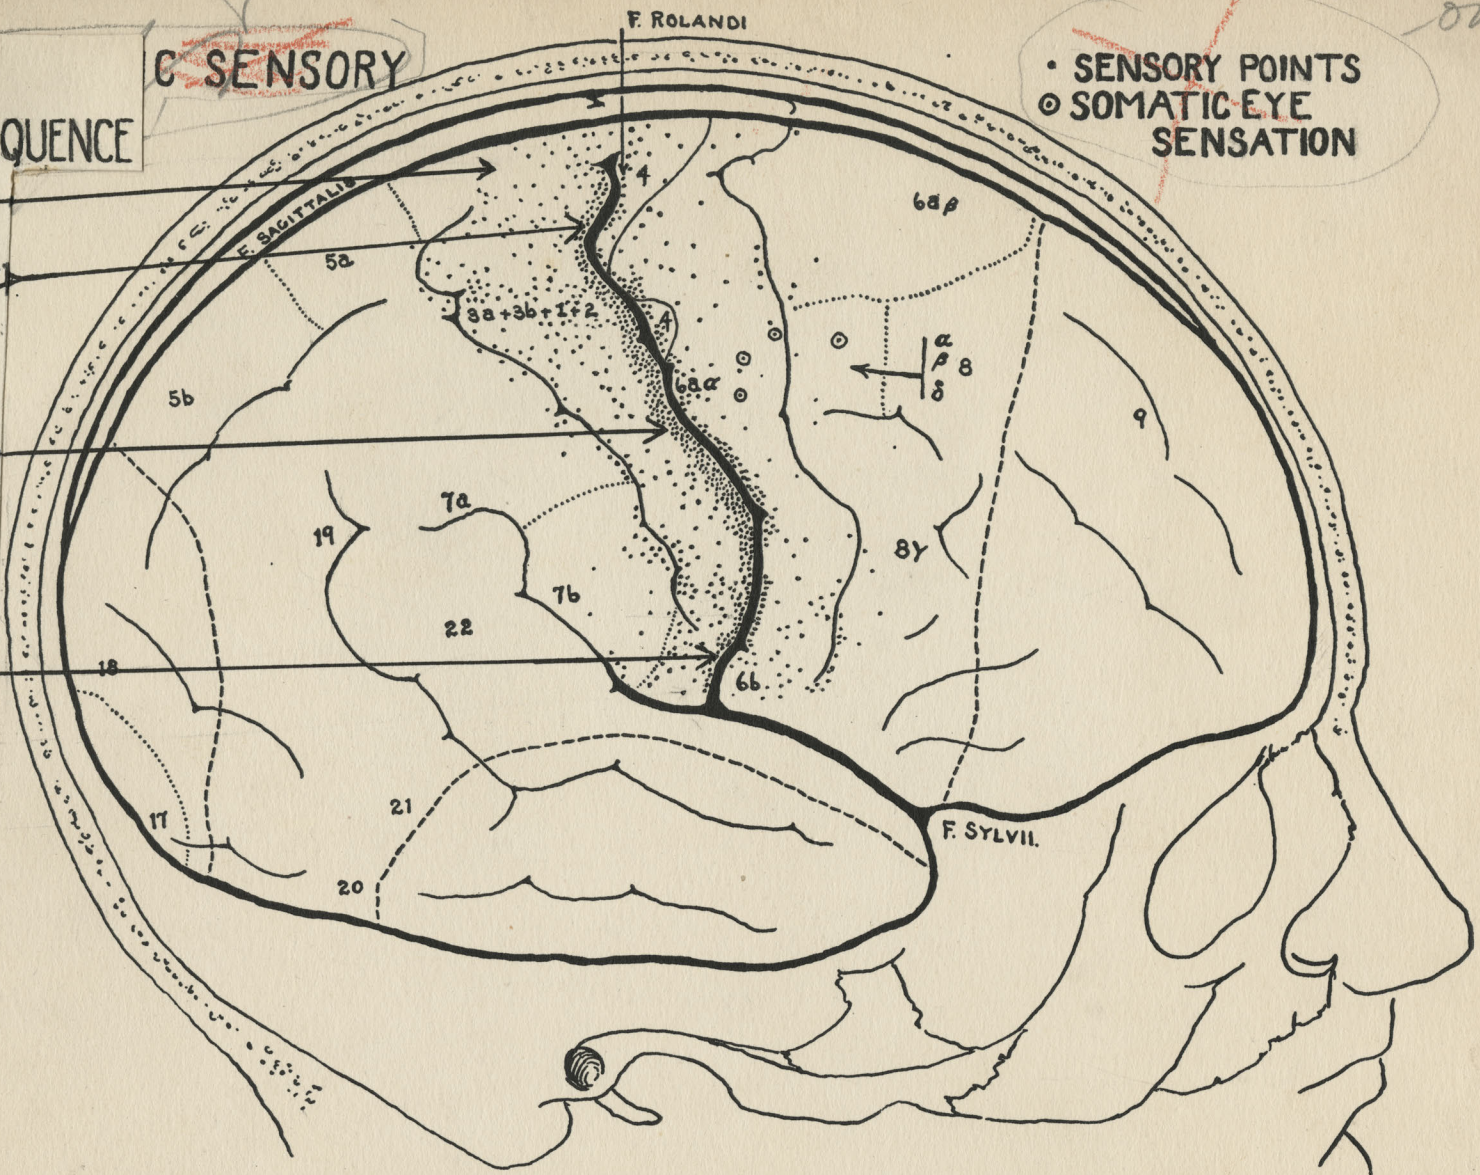 F. ROLANDI
C SENSORY
QUENCE
• SENSORY POINTS
⊙ SOMATIC EYE
SENSATION
F. SAGITTALIS
4
6aβ
5a
3a+3b+1+2
4
α
β 8
δ
6aα
5b
9
7a
19
8γ
7b
22
18
6b
21
17
F. SYLVII.
20